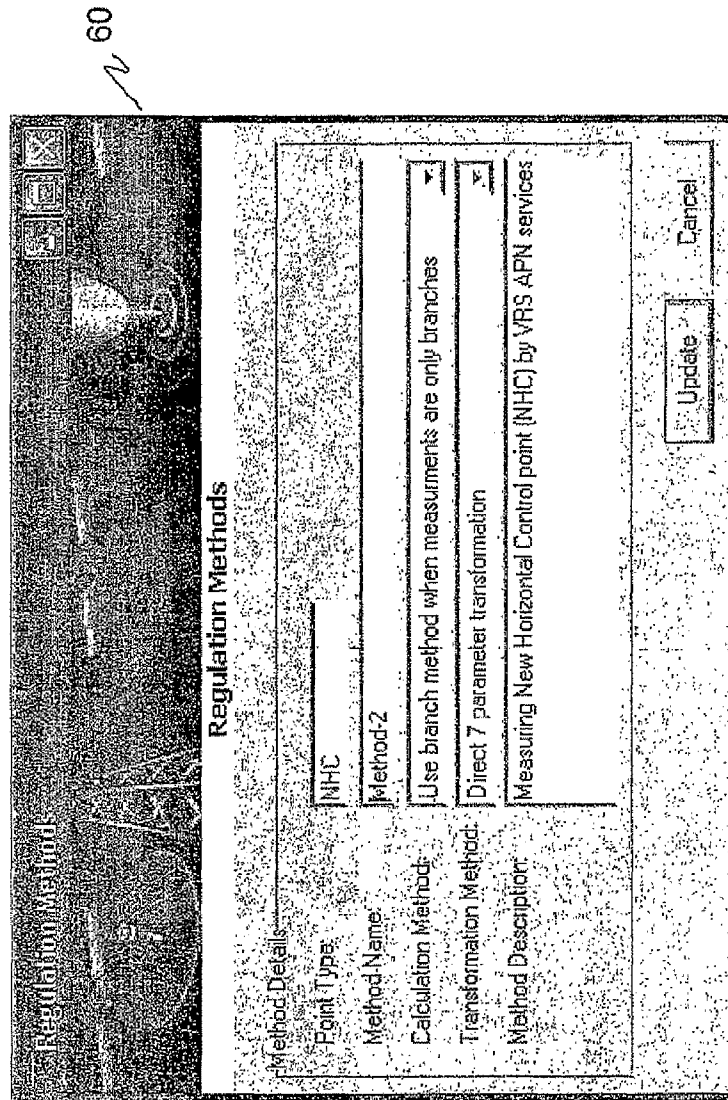 60
Regulation Methods
Regulation Methods
Method Details
Point Type: NHC
Method-Name: Method-2
Calculation Method: Use branch method when measurments are only branches
Transformation Method: Direct 7 parameter transformation
Method Description: Measuring New Horizontal Control point (NHC) by VRS APN services
Update Cancel